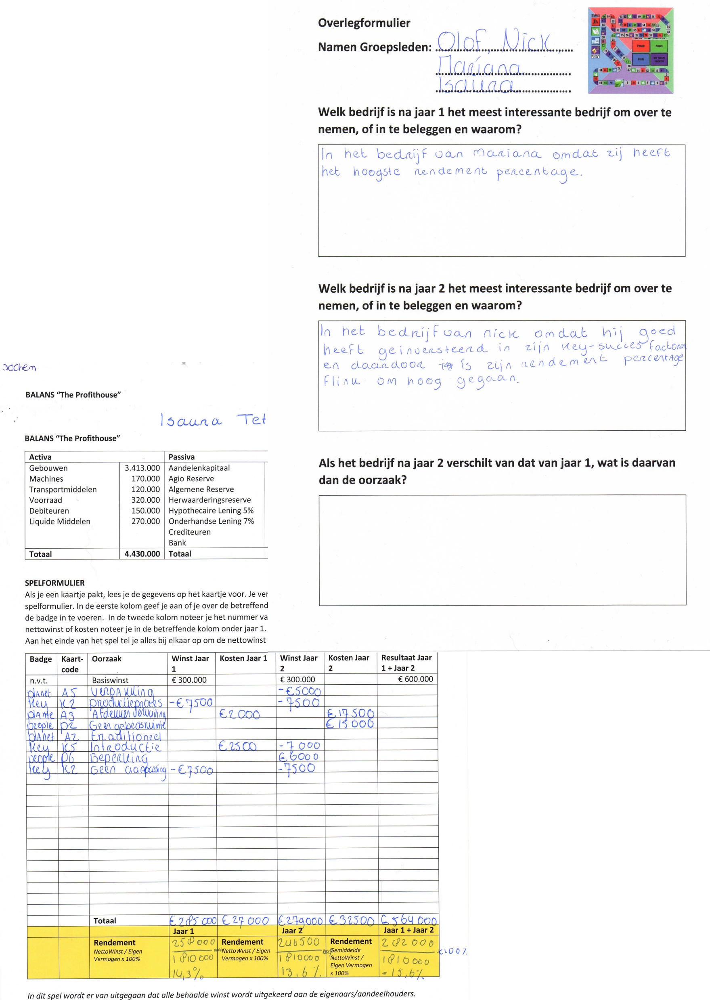 Overlegformulier
Namen Groepsleden: Olof, Nick,
Mariana
Isaura
Welk bedrijf is na jaar 1 het meest interessante bedrijf om over te
nemen, of in te beleggen en waarom?
In het bedrijf van Mariana omdat zij heeft
het hoogste rendement percentage.
Welk bedrijf is na jaar 2 het meest interessante bedrijf om over te
nemen, of in te beleggen en waarom?
In het bedrijf van nick omdat hij goed
heeft geïnversteerd in zijn key-succes factoren
en daardoor is zijn rendement percentage
flink om hoog gegaan.
Als het bedrijf na jaar 2 verschilt van dat van jaar 1, wat is daarvan
dan de oorzaak?
Jochem
BALANS “The Profithouse”
Isaura Tet
BALANS “The Profithouse”
Activa Passiva
Gebouwen 3.413.000 Aandelenkapitaal
Machines 170.000 Agio Reserve
Transportmiddelen 120.000 Algemene Reserve
Voorraad 320.000 Herwaarderingsreserve
Debiteuren 150.000 Hypothecaire Lening 5%
Liquide Middelen 270.000 Onderhandse Lening 7%
Crediteuren
Bank
Totaal 4.430.000 Totaal
SPELFORMULIER
Als je een kaartje pakt, lees je de gegevens op het kaartje voor. Je ver
spelformulier. In de eerste kolom geef je aan of je over de betreffend
de badge in te voeren. In de tweede kolom noteer je het nummer va
nettowinst of kosten noteer je in de betreffende kolom onder jaar 1.
Aan het einde van het spel tel je alles bij elkaar op om de nettowinst
Badge Kaart-code Oorzaak Winst Jaar 1 Kosten Jaar 1 Winst Jaar 2 Kosten Jaar 2 Resultaat Jaar 1 + Jaar 2
n.v.t. Basiswinst € 300.000 € 300.000 € 600.000
planet A5 verpakking -€5000
Key K2 productieproces -€7500 -7500
plante A3 Afdekken vervuiling €2000 €17500
people P2 Geen gebedsruimte €15000
planet A2 traditioneel
Key K5 Introductie €2500 -7000
people P6 Beperking €6000
Key K2 Geen aanpassing -€7500 -7500
Totaal €285000 €27000 €279000 €32500 €564000
Jaar 1 Jaar 2 Jaar 1 + Jaar 2
Rendement 258000 Rendement 246500 Rendement 282000
NettoWinst / Eigen NettoWinst / Eigen Gemiddelde x100%
Vermogen x 100% 1810000 Vermogen x 100% 1810000 NettoWinst / 1810000
Eigen Vermogen
14,3% 13,6% x 100% = 15,6%
In dit spel wordt er van uitgegaan dat alle behaalde winst wordt uitgekeerd aan de eigenaars/aandeelhouders.